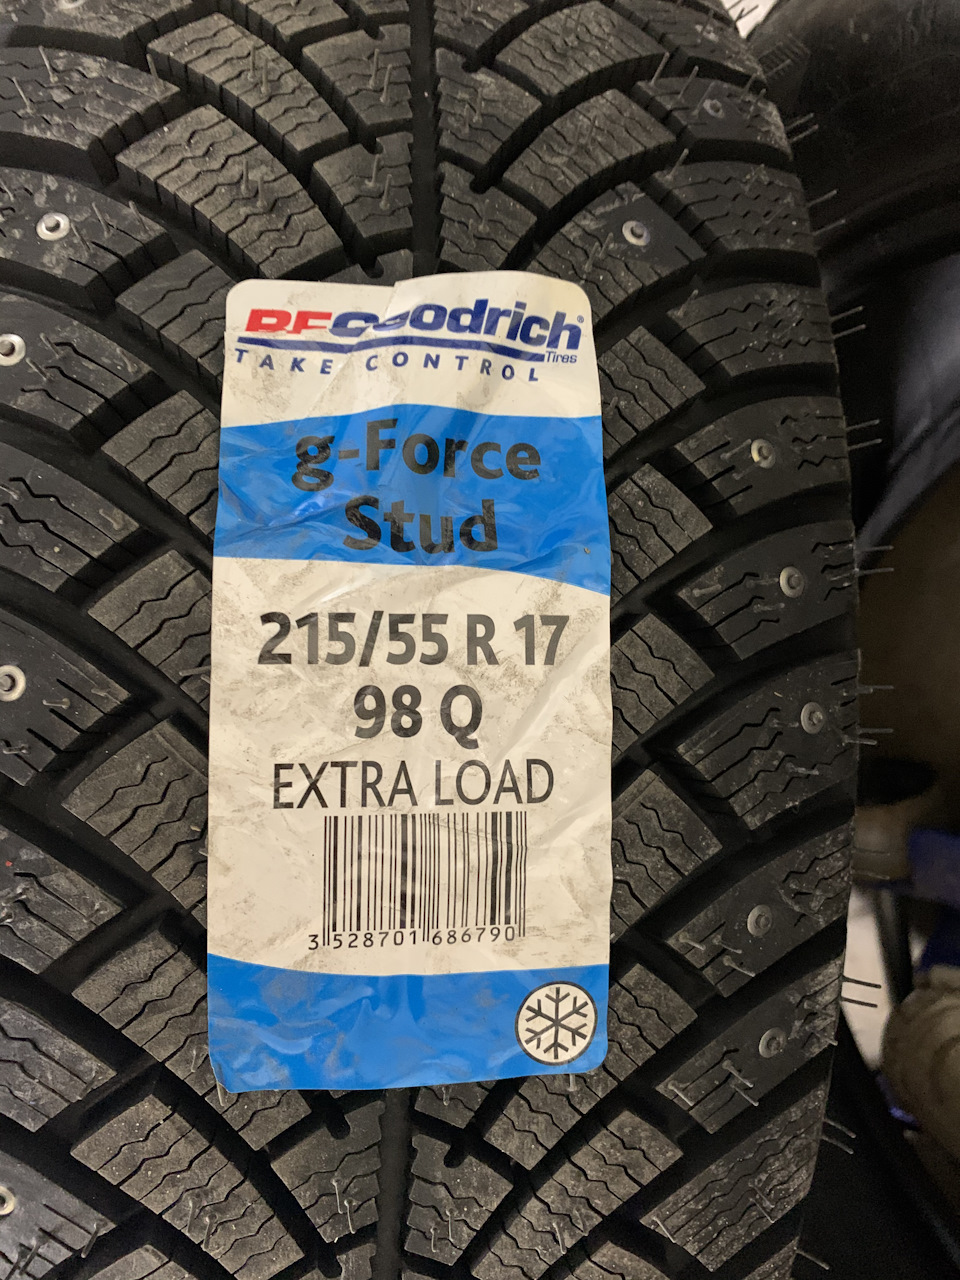 BFGoodrich®
Tires
TAKE CONTROL
g-Force
Stud
215/55 R 17
98 Q
EXTRA LOAD
3 528701 686790